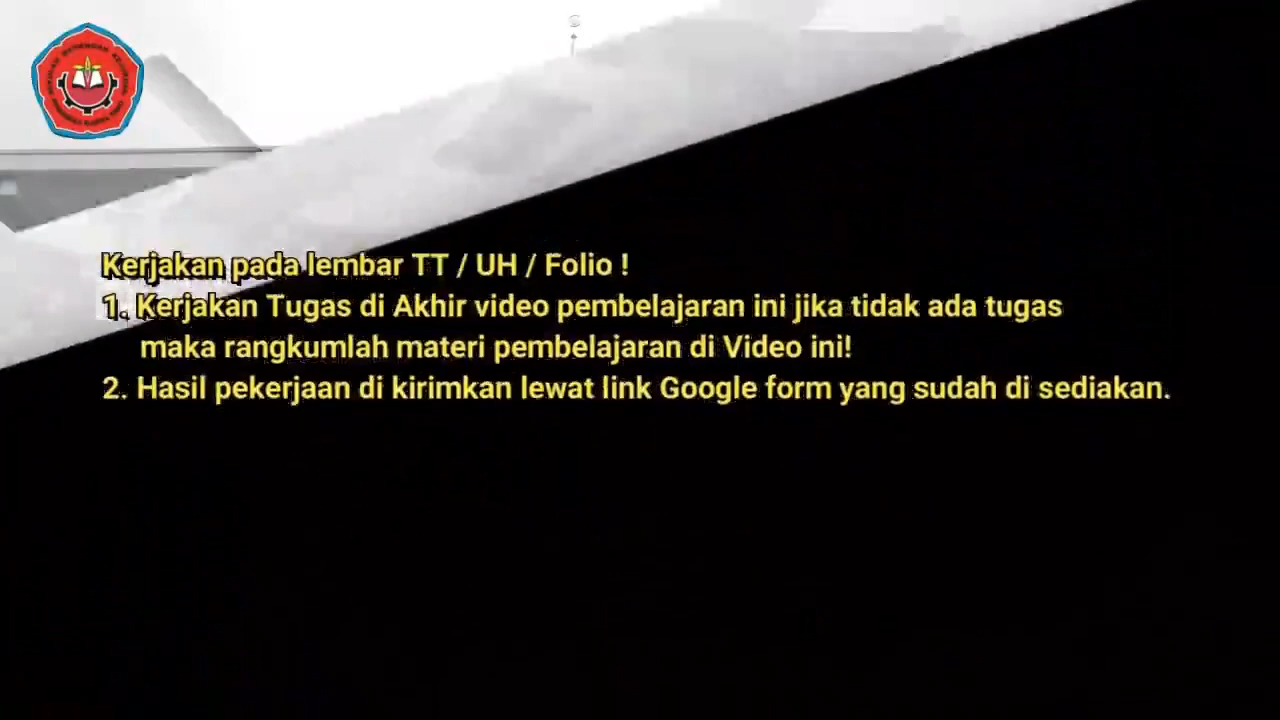 Kerjakan pada lembar TT / UH / Folio !
1. Kerjakan Tugas di Akhir video pembelajaran ini jika tidak ada tugas
maka rangkumlah materi pembelajaran di Video ini!
2. Hasil pekerjaan di kirimkan lewat link Google form yang sudah di sediakan.